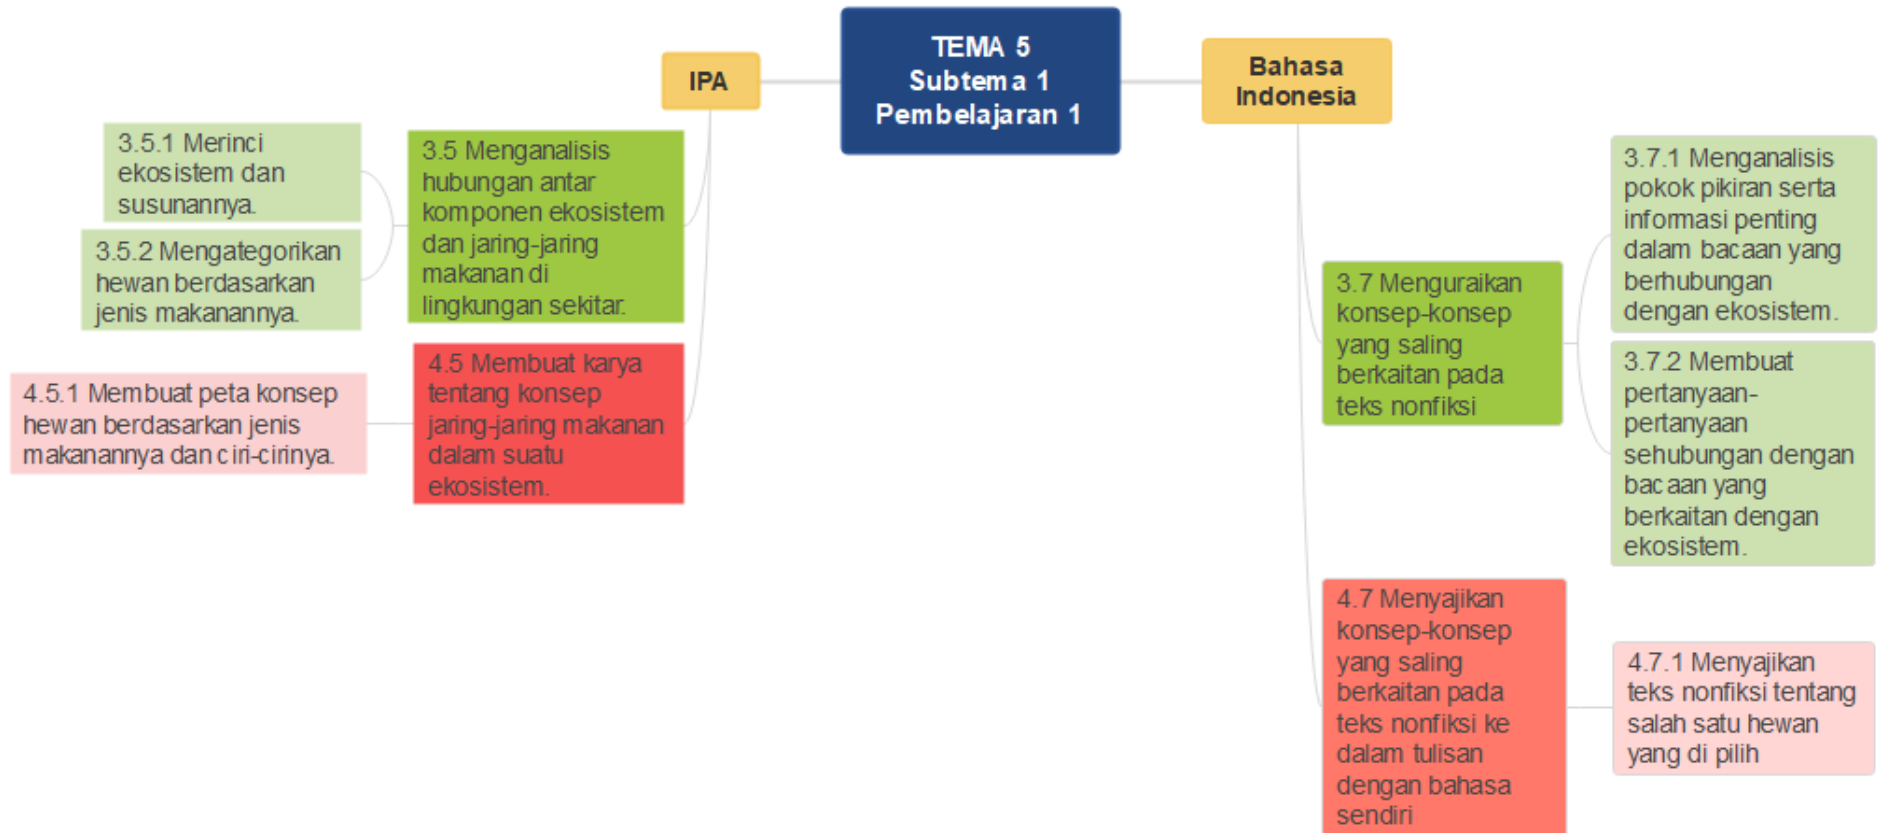 TEMA 5
Subtema 1
Pembelajaran 1
IPA
3.5 Menganalisis
hubungan antar
komponen ekosistem
dan jaring-jaring
makanan di
lingkungan sekitar.
3.5.1 Merinci
ekosistem dan
susunannya.
3.5.2 Mengategorikan
hewan berdasarkan
jenis makanannya.
4.5 Membuat karya
tentang konsep
jaring-jaring makanan
dalam suatu
ekosistem.
4.5.1 Membuat peta konsep
hewan berdasarkan jenis
makanannya dan ciri-cirinya.
Bahasa
Indonesia
3.7 Menguraikan
konsep-konsep
yang saling
berkaitan pada
teks nonfiksi
3.7.1 Menganalisis
pokok pikiran serta
informasi penting
dalam bacaan yang
berhubungan
dengan ekosistem.
3.7.2 Membuat
pertanyaan-
pertanyaan
sehubungan dengan
bacaan yang
berkaitan dengan
ekosistem.
4.7 Menyajikan
konsep-konsep
yang saling
berkaitan pada
teks nonfiksi ke
dalam tulisan
dengan bahasa
sendiri
4.7.1 Menyajikan
teks nonfiksi tentang
salah satu hewan
yang di pilih